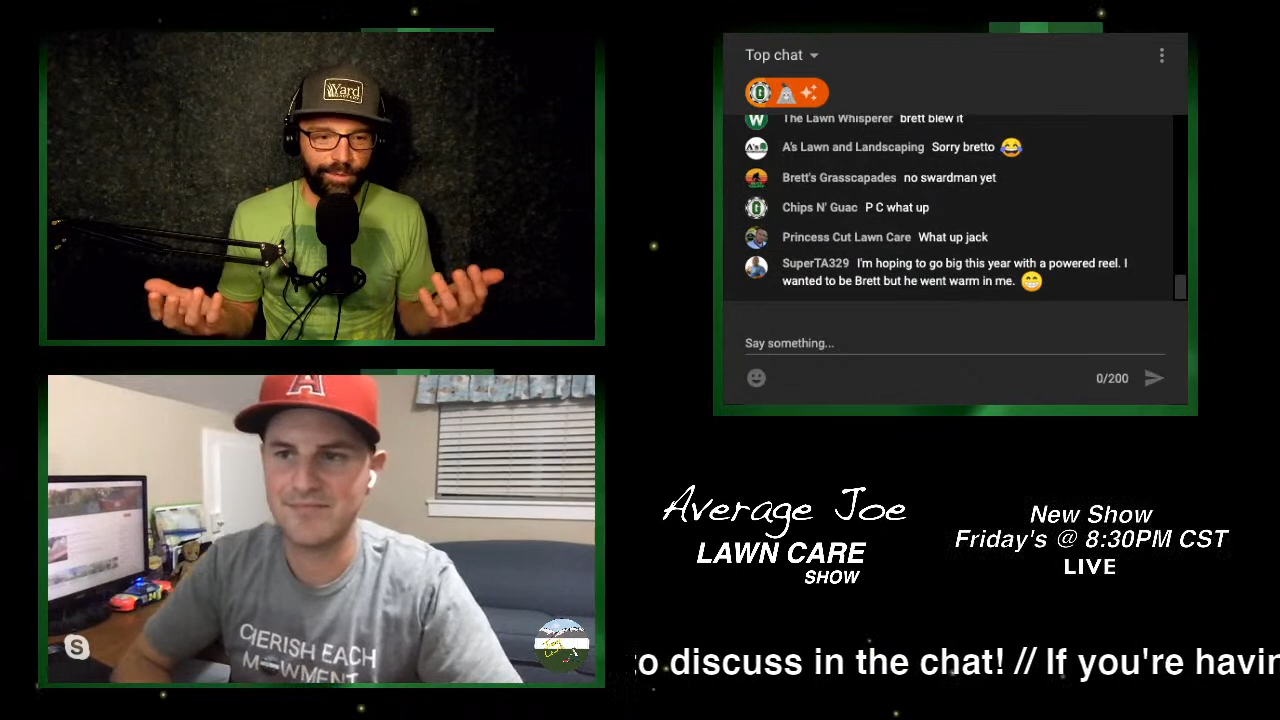 Yard
A
CHERISH EACH
MOWMENT
S
24
Top chat
G
W The Lawn Whisperer brett blew it
A's A's Lawn and Landscaping Sorry bretto 😂
Brett's Grasscapades no swardman yet
G Chips N' Guac P C what up
Princess Cut Lawn Care What up jack
SuperTA329 I'm hoping to go big this year with a powered reel. I
wanted to be Brett but he went warm in me. 😁
Say something...
0/200
Average Joe
LAWN CARE
SHOW
New Show
Friday's @ 8:30PM CST
LIVE
o discuss in the chat! // If you're havin